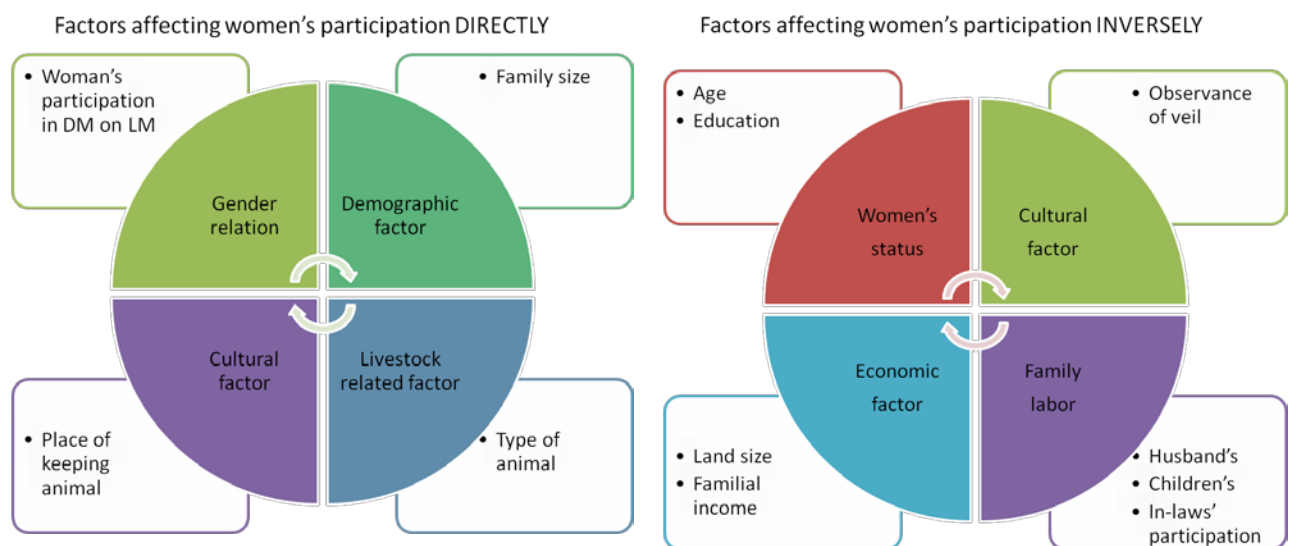 Factors affecting women's participation DIRECTLY
• Woman's
participation
in DM on LM
• Family size
Gender
relation
Demographic
factor
Cultural
factor
Livestock
related factor
• Place of
keeping
animal
• Type of
animal
Factors affecting women's participation INVERSELY
• Age
• Education
• Observance
of veil
Women's
status
Cultural
factor
Economic
factor
Family
labor
• Land size
• Familial
income
• Husband's
• Children's
• In-laws'
participation